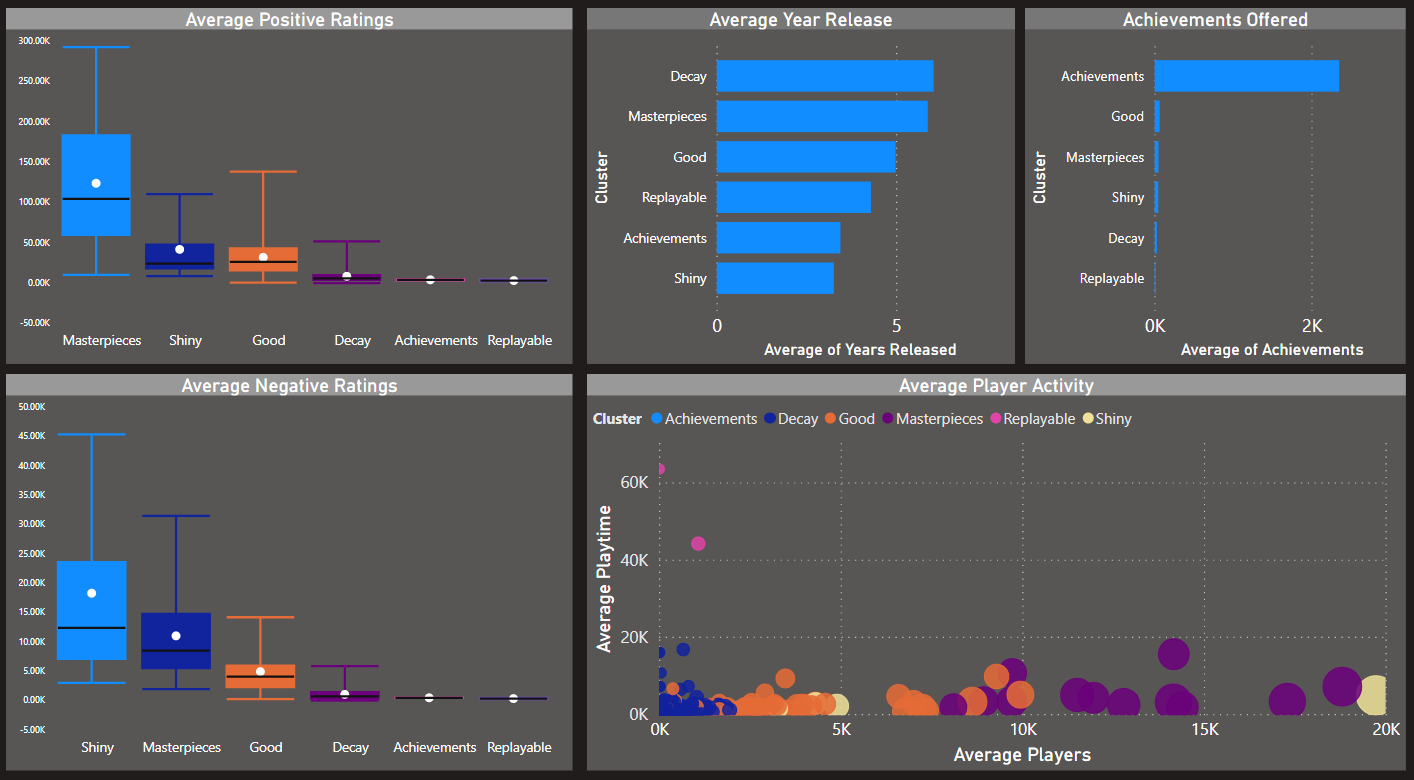 Average Positive Ratings
300.00K
250.00K
200.00K
150.00K
100.00K
50.00K
0.00K
-50.00K
Masterpieces Shiny Good Decay Achievements Replayable
Average Year Release
Cluster
Decay
Masterpieces
Good
Replayable
Achievements
Shiny
0 5
Average of Years Released
Achievements Offered
Cluster
Achievements
Good
Masterpieces
Shiny
Decay
Replayable
0K 2K
Average of Achievements
Average Negative Ratings
50.00K
45.00K
40.00K
35.00K
30.00K
25.00K
20.00K
15.00K
10.00K
5.00K
0.00K
-5.00K
Shiny Masterpieces Good Decay Achievements Replayable
Average Player Activity
Cluster Achievements Decay Good Masterpieces Replayable Shiny
Average Playtime
60K
40K
20K
0K
0K 5K 10K 15K 20K
Average Players